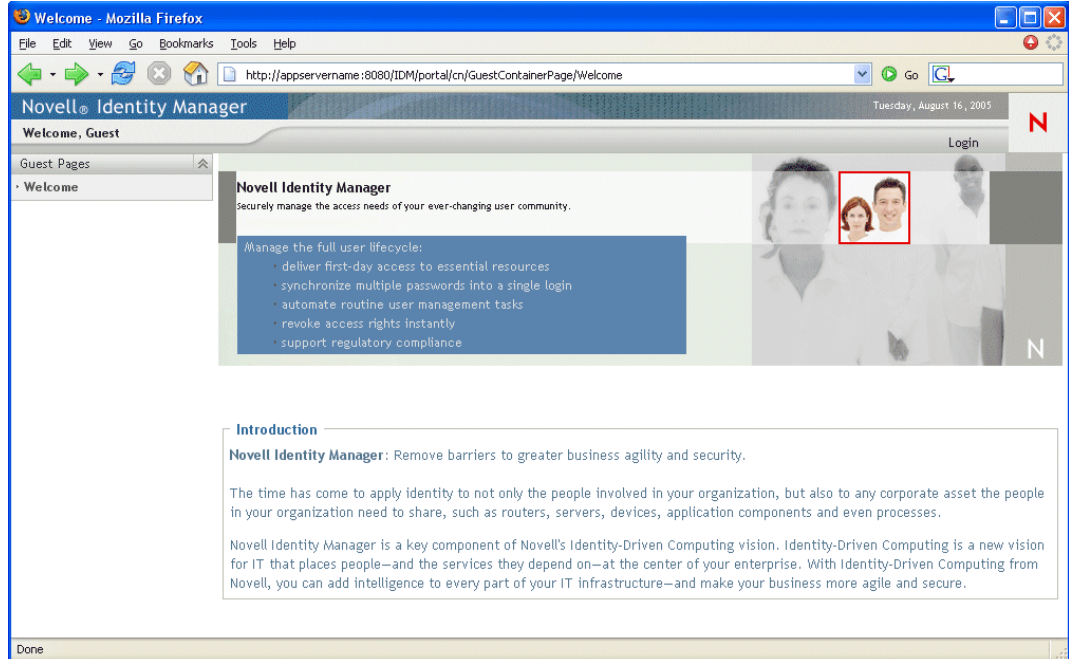 Welcome - Mozilla Firefox
File Edit View Go Bookmarks Tools Help
http://appservername:8080/IDM/portal/cn/GuestContainerPage/Welcome
Go
G
Novell® Identity Manager
Tuesday, August 16, 2005
N
Welcome, Guest
Login
Guest Pages
· Welcome
Novell Identity Manager
Securely manage the access needs of your ever-changing user community.
Manage the full user lifecycle:
· deliver first-day access to essential resources
· synchronize multiple passwords into a single login
· automate routine user management tasks
· revoke access rights instantly
· support regulatory compliance
N
Introduction
Novell Identity Manager: Remove barriers to greater business agility and security.
The time has come to apply identity to not only the people involved in your organization, but also to any corporate asset the people
in your organization need to share, such as routers, servers, devices, application components and even processes.
Novell Identity Manager is a key component of Novell's Identity-Driven Computing vision. Identity-Driven Computing is a new vision
for IT that places people—and the services they depend on—at the center of your enterprise. With Identity-Driven Computing from
Novell, you can add intelligence to every part of your IT infrastructure—and make your business more agile and secure.
Done